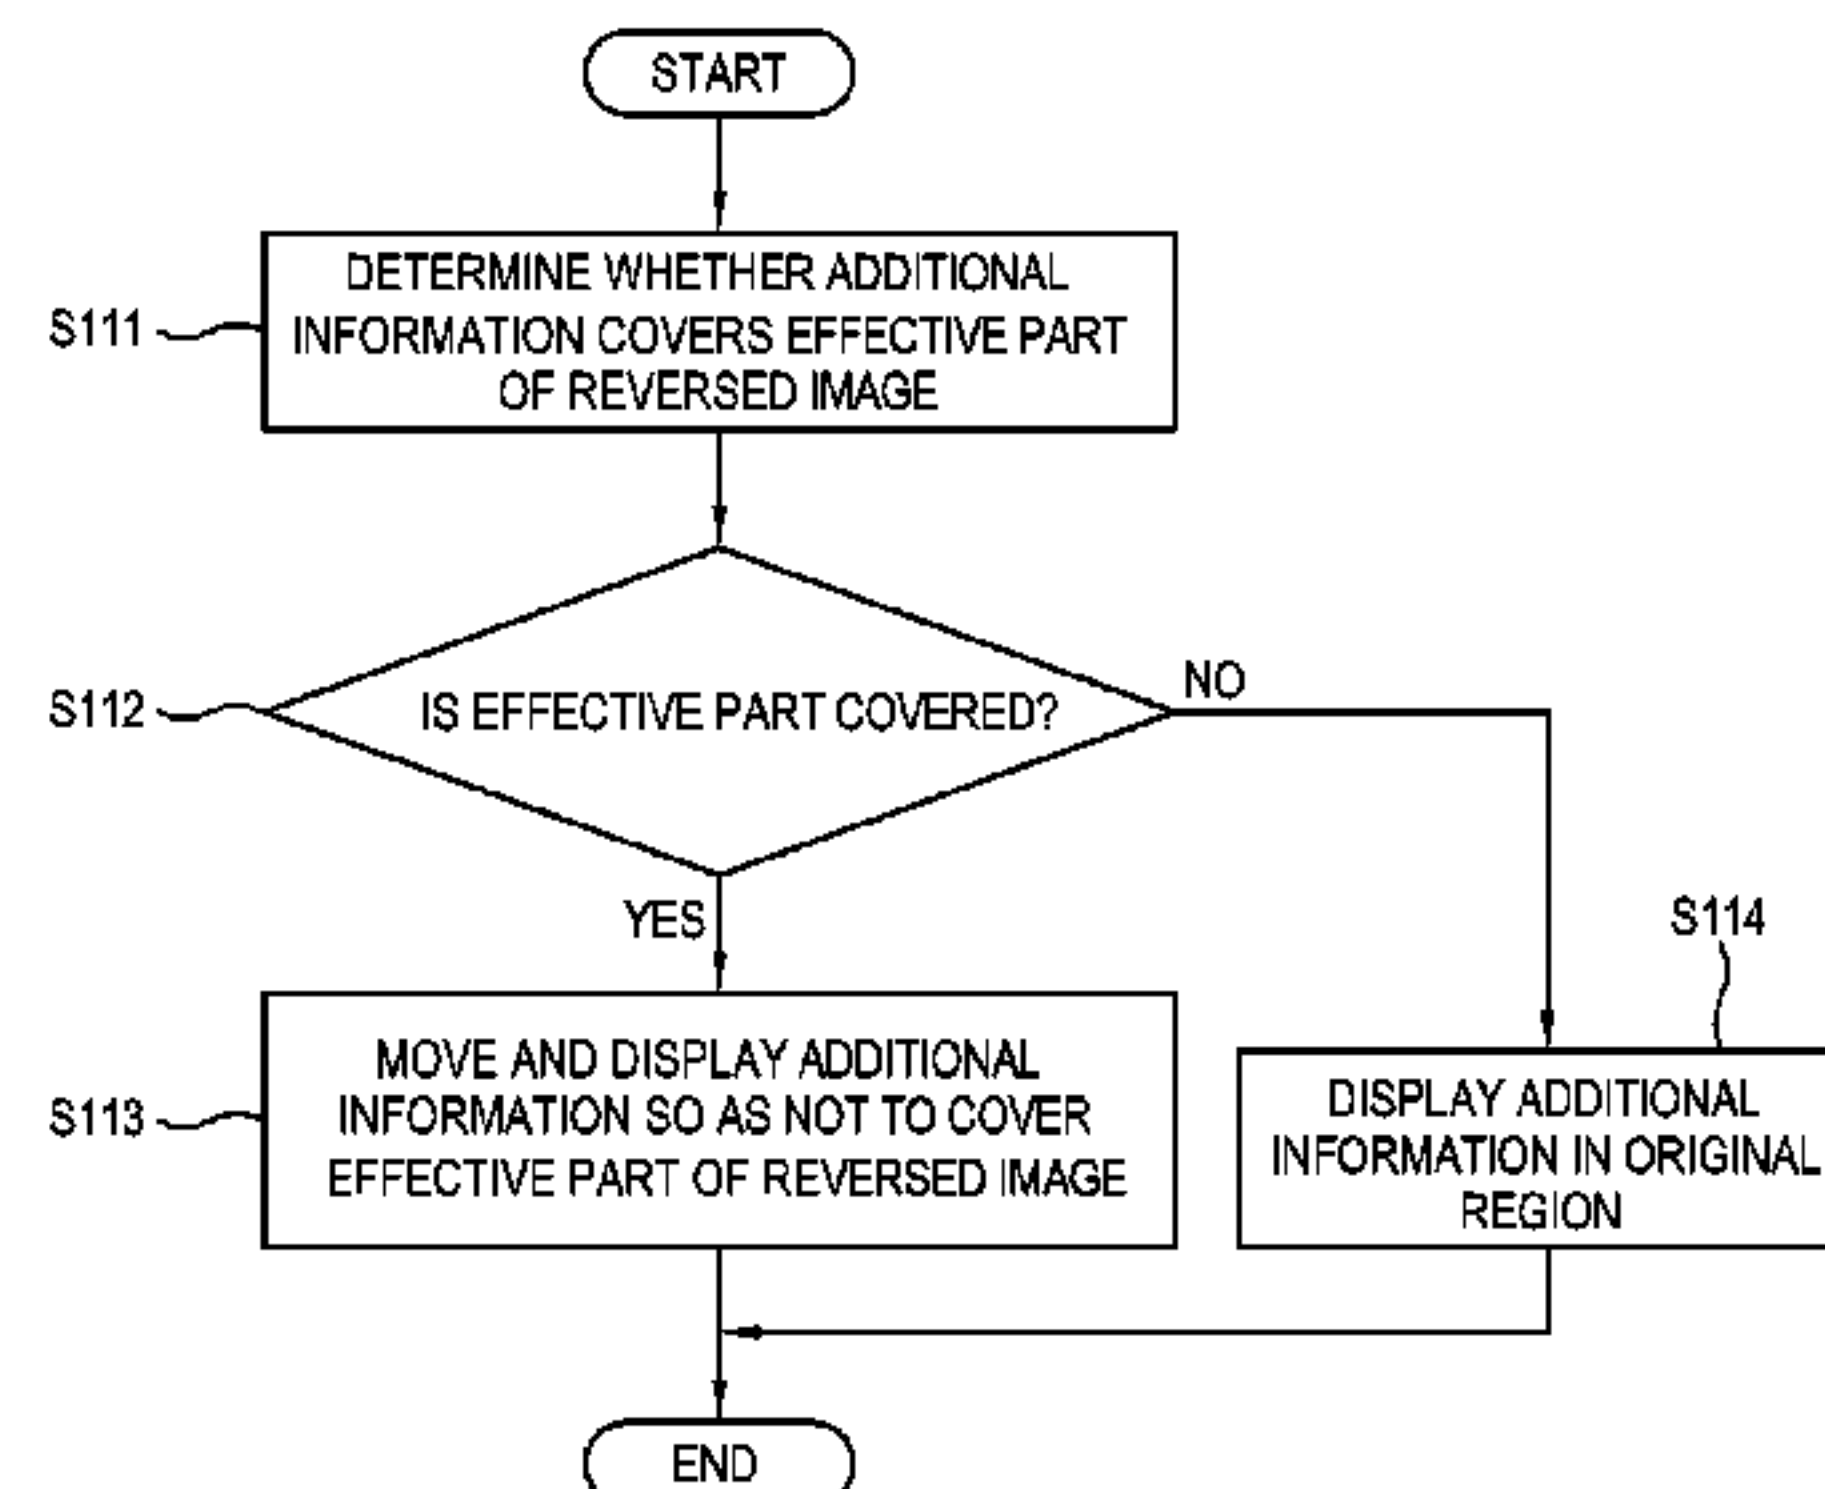 START
S111
DETERMINE WHETHER ADDITIONAL
INFORMATION COVERS EFFECTIVE PART
OF REVERSED IMAGE
S112
IS EFFECTIVE PART COVERED?
NO
YES
S114
S113
MOVE AND DISPLAY ADDITIONAL
INFORMATION SO AS NOT TO COVER
EFFECTIVE PART OF REVERSED IMAGE
DISPLAY ADDITIONAL
INFORMATION IN ORIGINAL
REGION
END